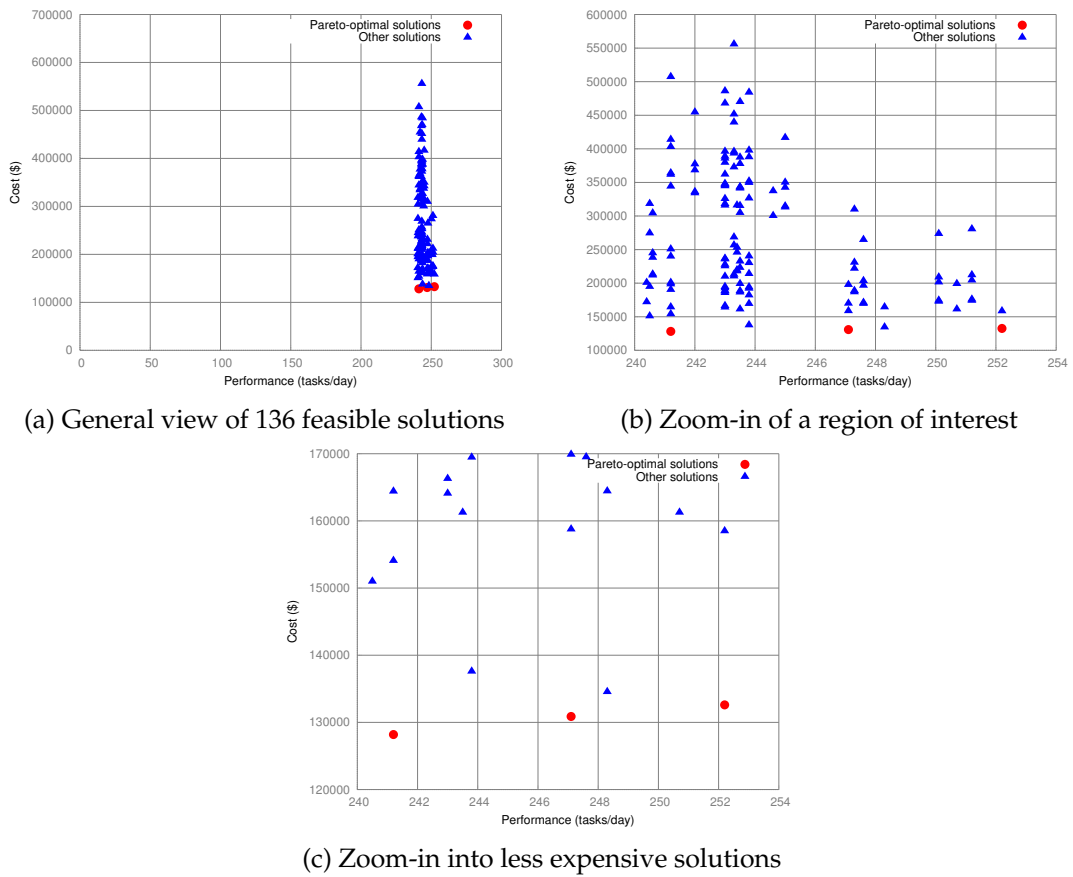 700000
600000
500000
400000
300000
200000
100000
0
Cost ($)
0 50 100 150 200 250 300
Performance (tasks/day)
Pareto-optimal solutions
Other solutions
(a) General view of 136 feasible solutions
600000
550000
500000
450000
400000
350000
300000
250000
200000
150000
100000
Cost ($)
240 242 244 246 248 250 252 254
Performance (tasks/day)
Pareto-optimal solutions
Other solutions
(b) Zoom-in of a region of interest
170000
160000
150000
140000
130000
120000
Cost ($)
240 242 244 246 248 250 252 254
Performance (tasks/day)
Pareto-optimal solutions
Other solutions
(c) Zoom-in into less expensive solutions